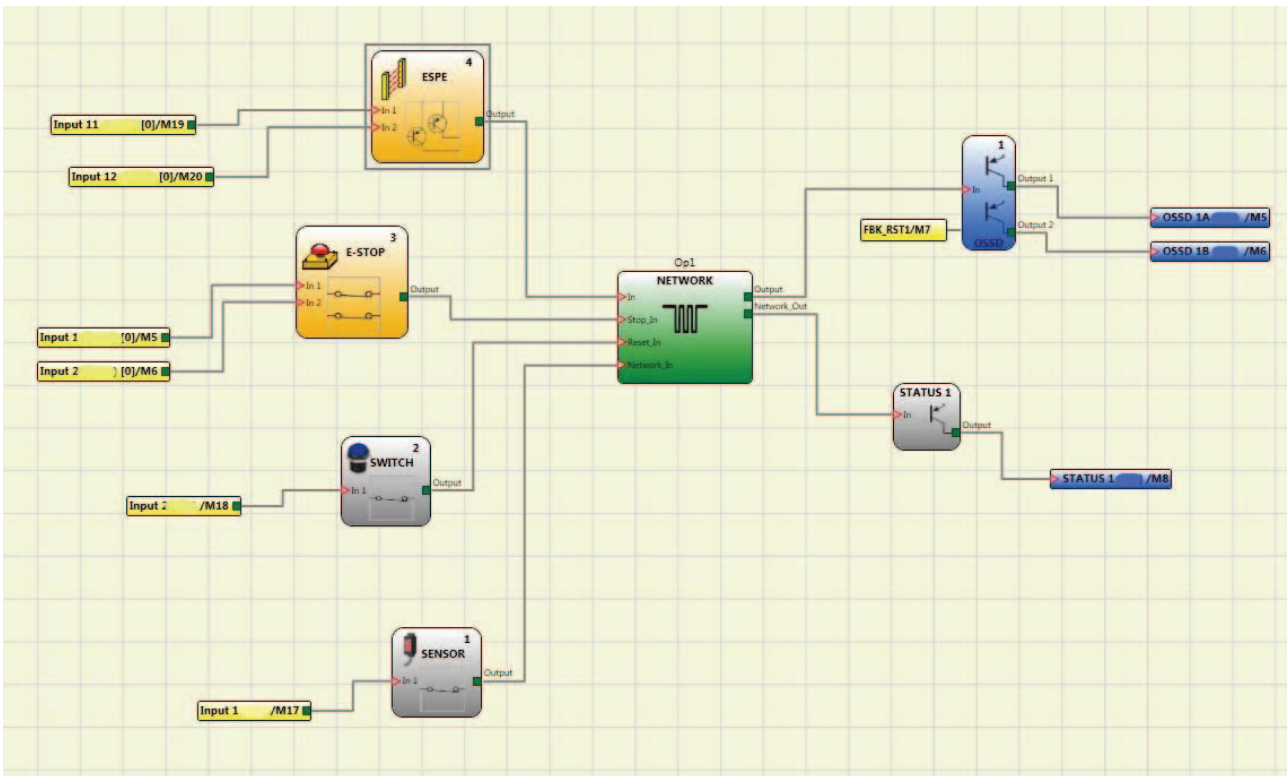 4
ESPE
In 1
In 2
Output
Input 11 [0]/M19
Input 12 [0]/M20
3
E-STOP
In 1
In 2
Output
Input 1 [0]/M5
Input 2 ) [0]/M6
2
SWITCH
In 1
Output
Input 2 /M18
1
SENSOR
In 1
Output
Input 1 /M17
Op1
NETWORK
In
Stop_In
Reset_In
Network_In
Output
Network_Out
1
In
Output 1
Output 2
OSSD
FBK_RST1/M7
OSSD 1A /M5
OSSD 1B /M6
STATUS 1
In
Output
STATUS 1 /M8